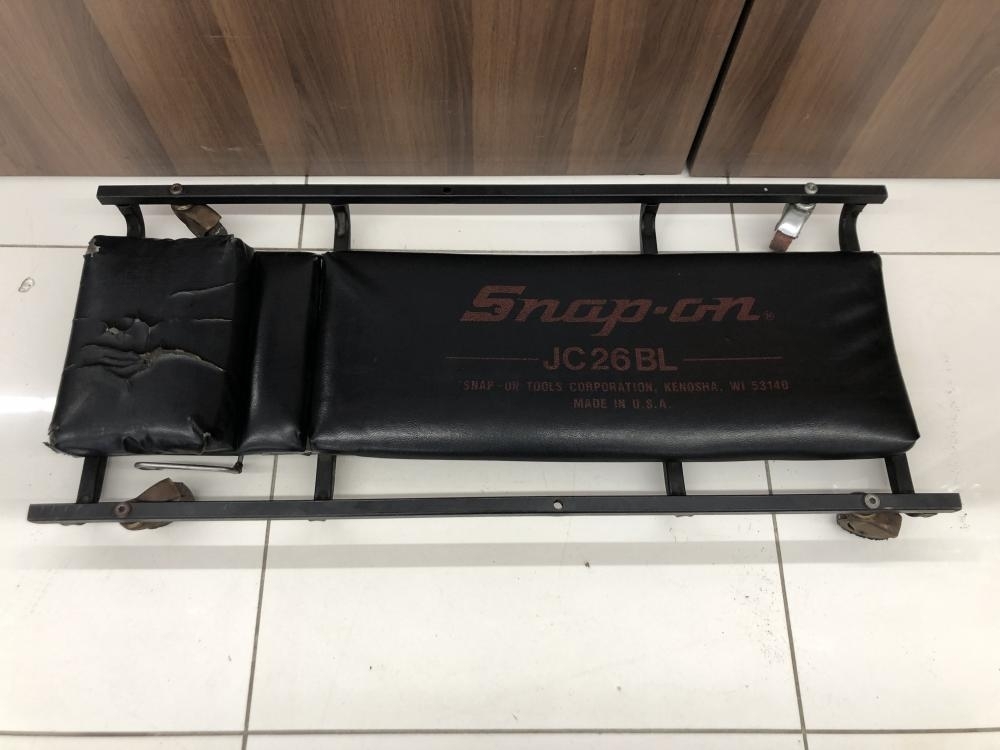 Snap-on®
JC26BL
SNAP-ON TOOLS CORPORATION, KENOSHA, WI 53140
MADE IN U.S.A.